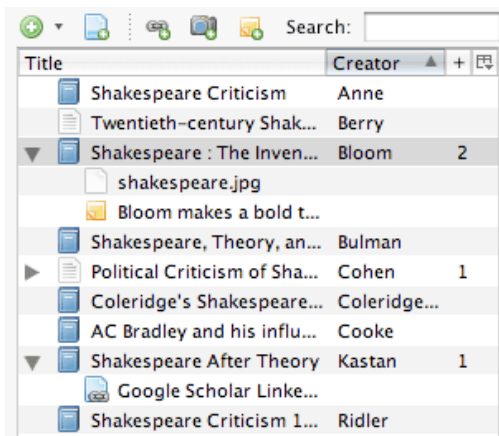 Search:
Title Creator +
Shakespeare Criticism Anne
Twentieth-century Shak... Berry
Shakespeare : The Inven... Bloom 2
shakespeare.jpg
Bloom makes a bold t...
Shakespeare, Theory, an... Bulman
Political Criticism of Sha... Cohen 1
Coleridge's Shakespeare... Coleridge...
AC Bradley and his influ... Cooke
Shakespeare After Theory Kastan 1
Google Scholar Linke...
Shakespeare Criticism 1... Ridler